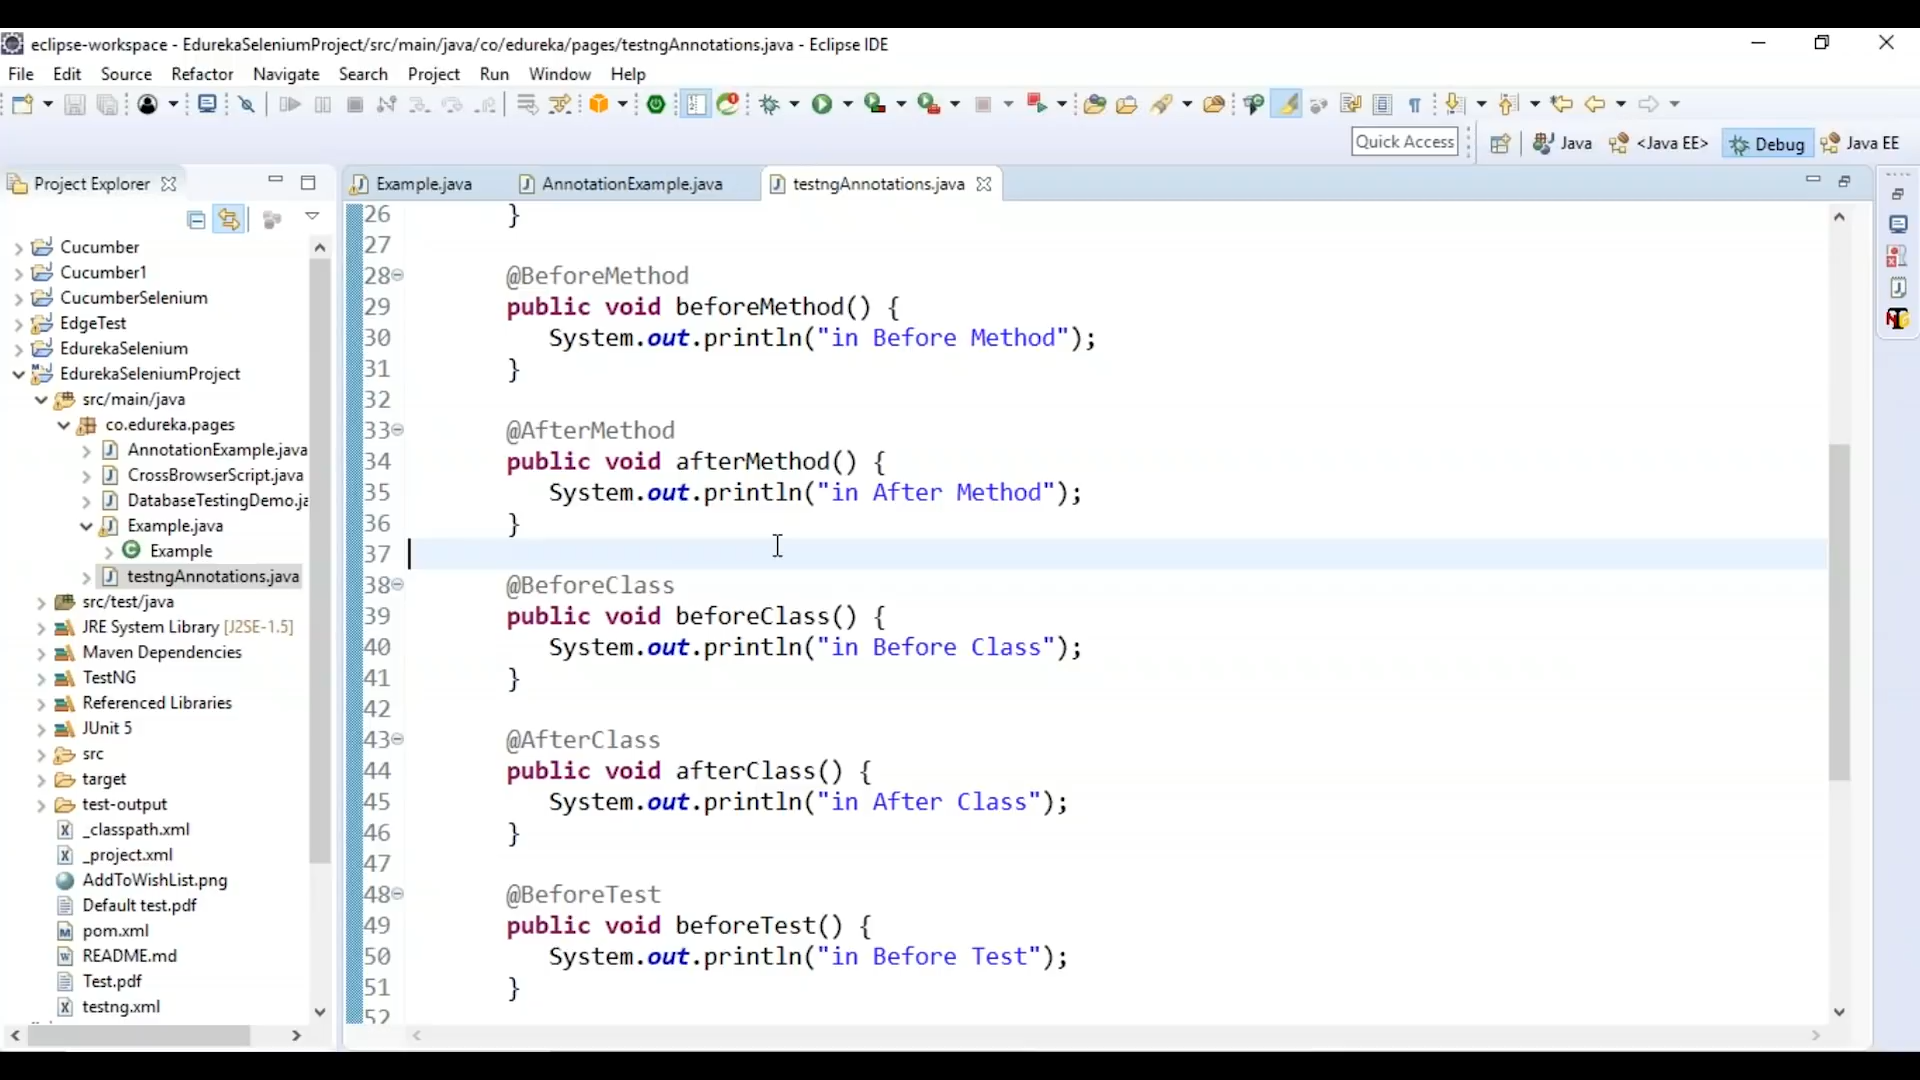 eclipse-workspace - EdurekaSeleniumProject/src/main/java/co/edureka/pages/testngAnnotations.java - Eclipse IDE
File Edit Source Refactor Navigate Search Project Run Window Help
Quick Access Java <Java EE> Debug Java EE
Project Explorer
Example.java AnnotationExample.java testngAnnotations.java
Cucumber
Cucumber1
CucumberSelenium
EdgeTest
EdurekaSelenium
EdurekaSeleniumProject
src/main/java
co.edureka.pages
AnnotationExample.java
CrossBrowserScript.java
DatabaseTestingDemo.ja
Example.java
Example
testngAnnotations.java
src/test/java
JRE System Library [J2SE-1.5]
Maven Dependencies
TestNG
Referenced Libraries
JUnit 5
src
target
test-output
_classpath.xml
_project.xml
AddToWishList.png
Default test.pdf
pom.xml
README.md
Test.pdf
testng.xml
26 }
27
28 @BeforeMethod
29 public void beforeMethod() {
30 System.out.println("in Before Method");
31 }
32
33 @AfterMethod
34 public void afterMethod() {
35 System.out.println("in After Method");
36 }
37
38 @BeforeClass
39 public void beforeClass() {
40 System.out.println("in Before Class");
41 }
42
43 @AfterClass
44 public void afterClass() {
45 System.out.println("in After Class");
46 }
47
48 @BeforeTest
49 public void beforeTest() {
50 System.out.println("in Before Test");
51 }
52